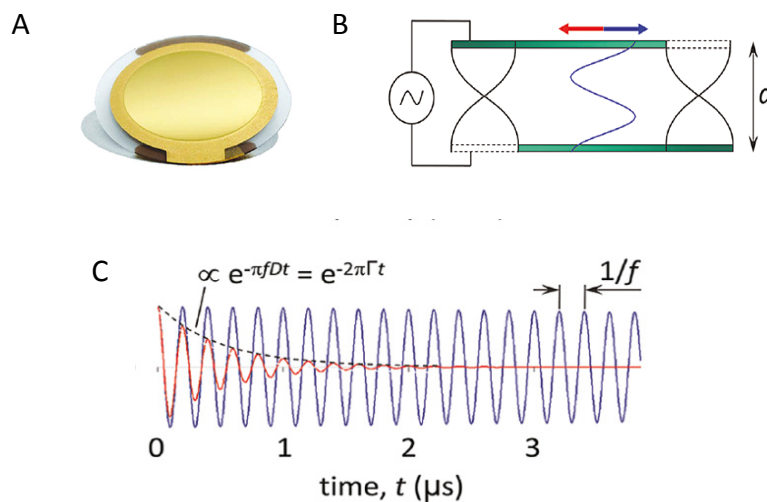 A
B
d
C
∝ e-πfDt = e-2πΓt
1/f
0 1 2 3
time, t (µs)